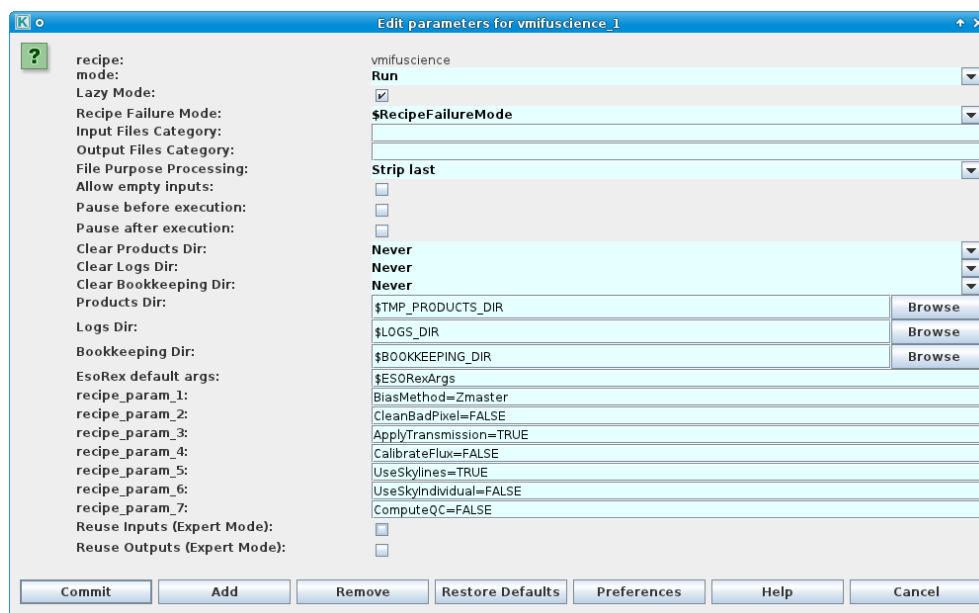 Edit parameters for vmifuscience_1
?
recipe: vmifuscience
mode: Run
Lazy Mode:
Recipe Failure Mode: $RecipeFailureMode
Input Files Category:
Output Files Category:
File Purpose Processing: Strip last
Allow empty inputs:
Pause before execution:
Pause after execution:
Clear Products Dir: Never
Clear Logs Dir: Never
Clear Bookkeeping Dir: Never
Products Dir: $TMP_PRODUCTS_DIR Browse
Logs Dir: $LOGS_DIR Browse
Bookkeeping Dir: $BOOKKEEPING_DIR Browse
EsoRex default args: $ESORexArgs
recipe_param_1: BiasMethod=Zmaster
recipe_param_2: CleanBadPixel=FALSE
recipe_param_3: ApplyTransmission=TRUE
recipe_param_4: CalibrateFlux=FALSE
recipe_param_5: UseSkylines=TRUE
recipe_param_6: UseSkyIndividual=FALSE
recipe_param_7: ComputeQC=FALSE
Reuse Inputs (Expert Mode):
Reuse Outputs (Expert Mode):
Commit Add Remove Restore Defaults Preferences Help Cancel